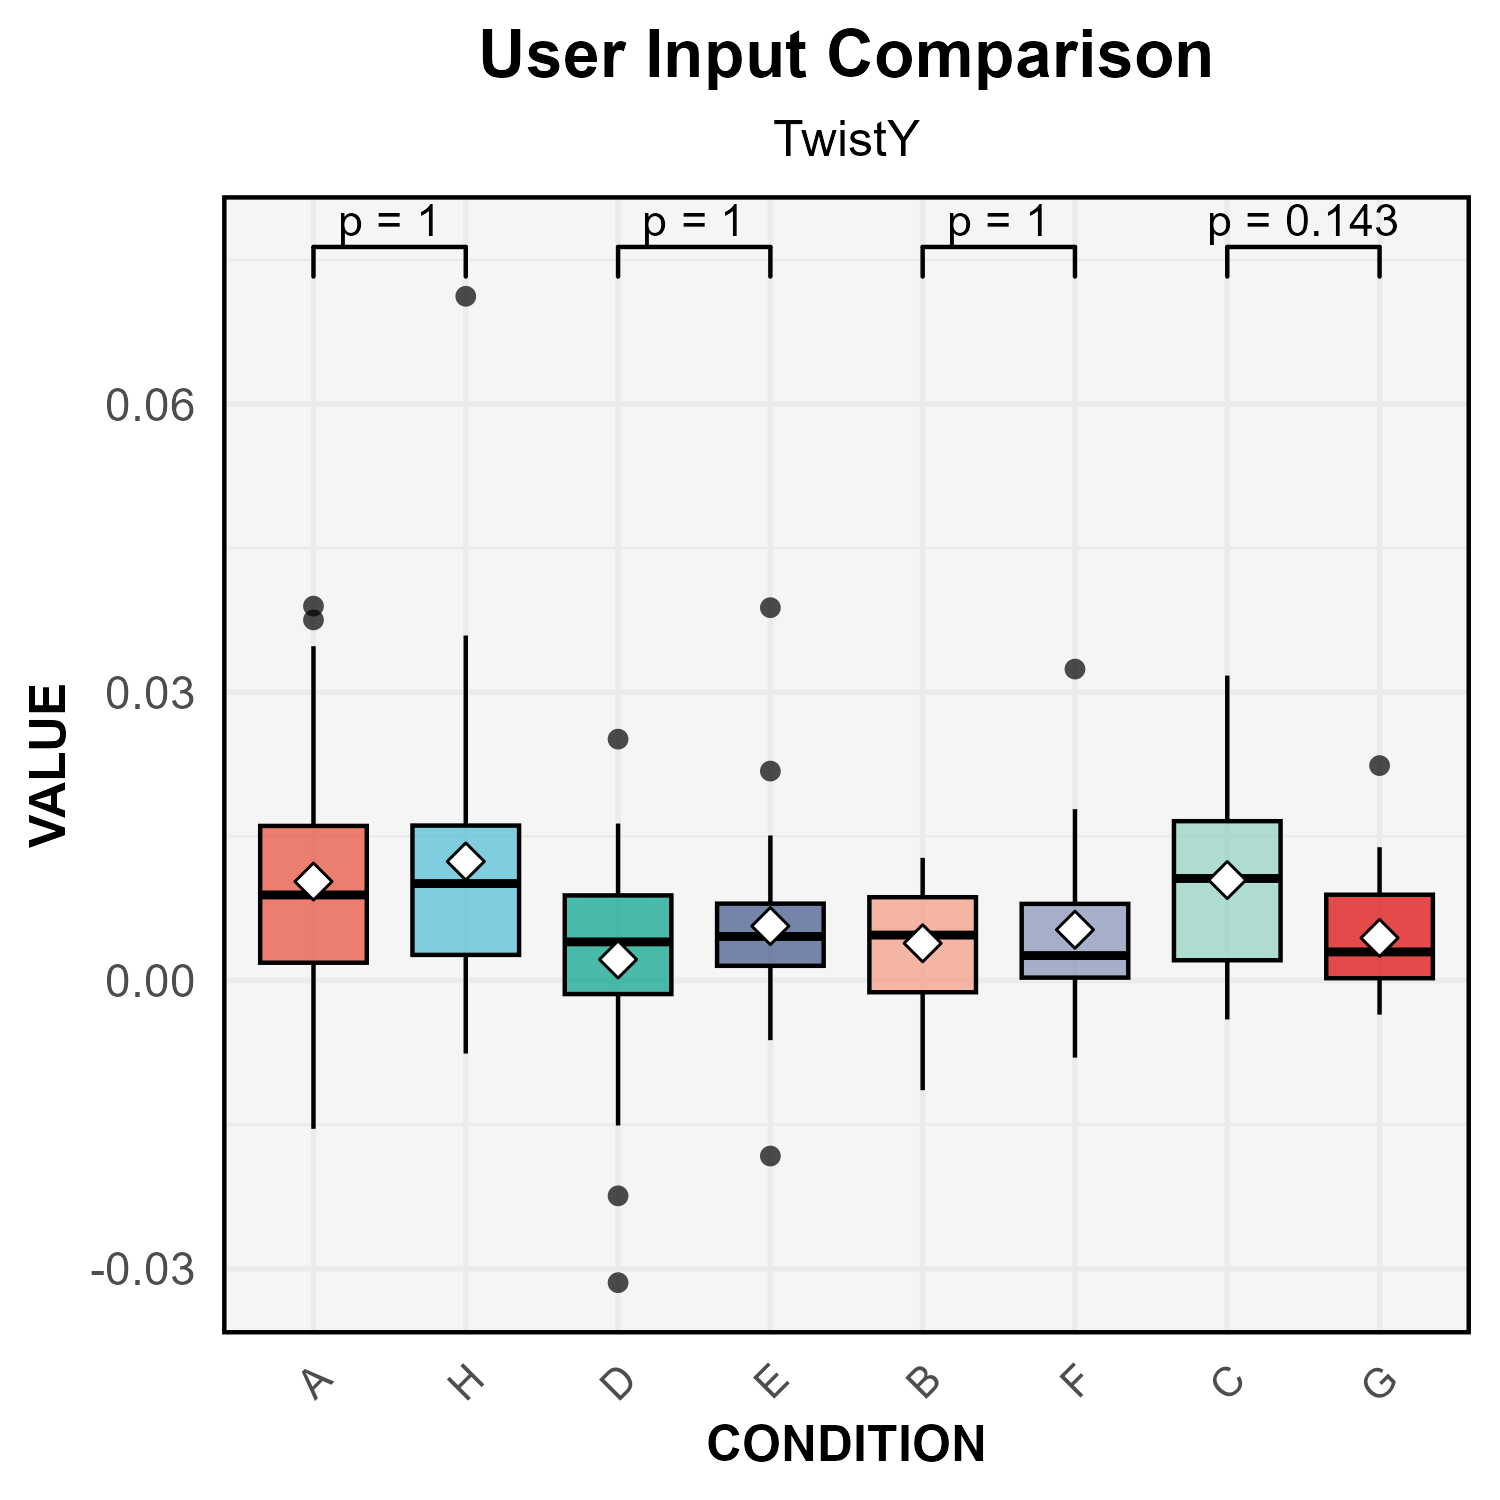 User Input Comparison
TwistY
p = 1
p = 1
p = 1
p = 0.143
0.06
0.03
0.00
-0.03
VALUE
A
H
D
E
B
F
C
G
CONDITION